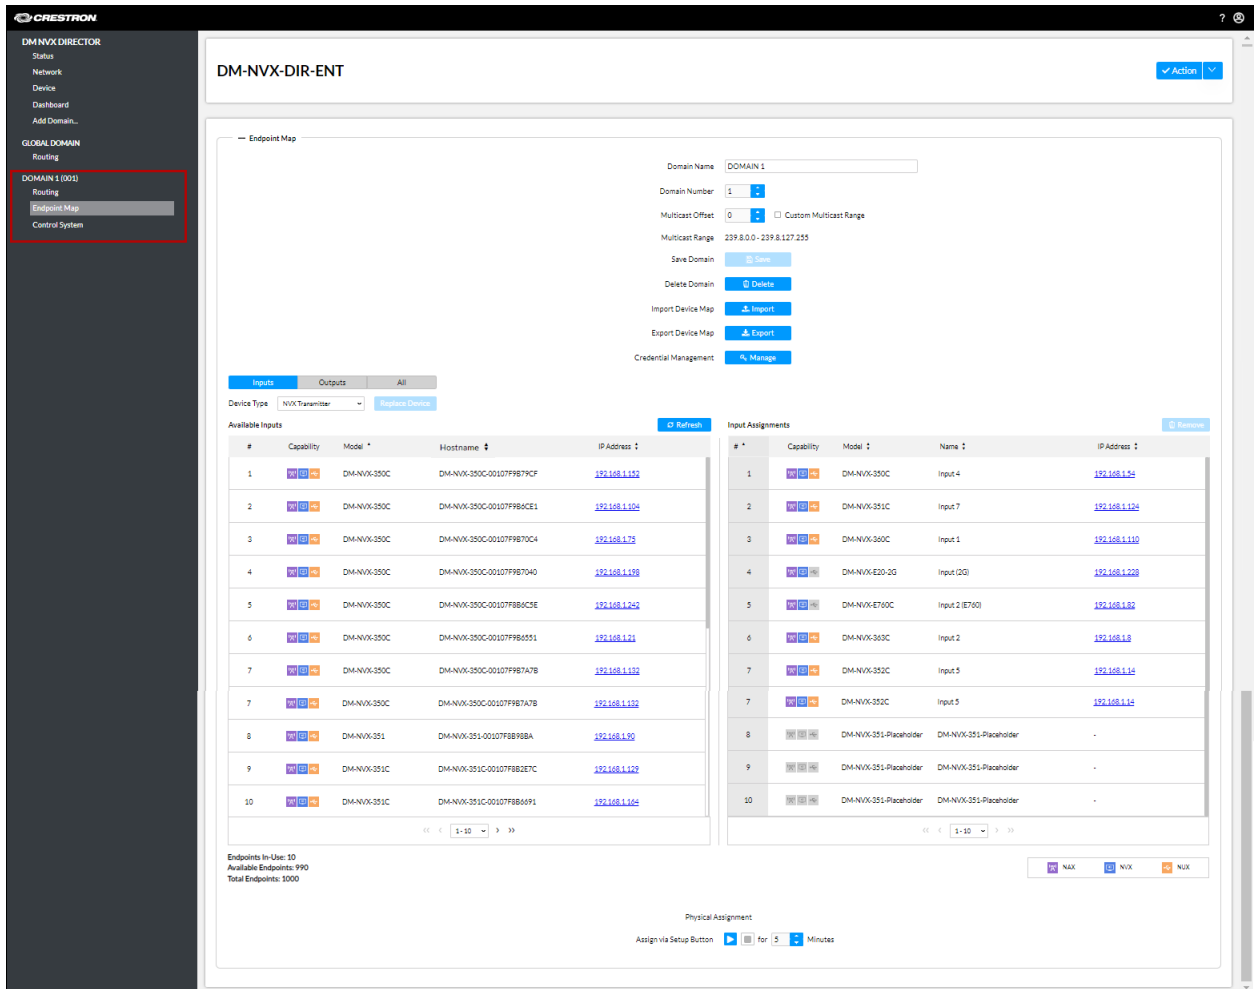 CRESTRON ?
DM NVX DIRECTOR
Status
Network
Device
Dashboard
Add Domain...
GLOBAL DOMAIN
Routing
DOMAIN 1 (001)
Routing
Endpoint Map
Control System
DM-NVX-DIR-ENT
Action
Endpoint Map
Domain Name DOMAIN 1
Domain Number 1
Multicast Offset 0 Custom Multicast Range
Multicast Range 239.8.0.0 - 239.8.127.255
Save Domain Save
Delete Domain Delete
Import Device Map Import
Export Device Map Export
Credential Management Manage
Inputs Outputs All
Device Type NVX Transmitter Replace Device
Available Inputs Refresh
# Capability Model Hostname IP Address
1 DM-NVX-350C DM-NVX-350C-00107F9B79CF 192.168.1.152
2 DM-NVX-350C DM-NVX-350C-00107F9B6CE1 192.168.1.104
3 DM-NVX-350C DM-NVX-350C-00107F9B70C4 192.168.1.75
4 DM-NVX-350C DM-NVX-350C-00107F9B7040 192.168.1.198
5 DM-NVX-350C DM-NVX-350C-00107F8B6C5E 192.168.1.242
6 DM-NVX-350C DM-NVX-350C-00107F9B6551 192.168.1.21
7 DM-NVX-350C DM-NVX-350C-00107F9B7A7B 192.168.1.132
7 DM-NVX-350C DM-NVX-350C-00107F9B7A7B 192.168.1.132
8 DM-NVX-351 DM-NVX-351-00107F8B98BA 192.168.1.90
9 DM-NVX-351C DM-NVX-351C-00107F8B2E7C 192.168.1.129
10 DM-NVX-351C DM-NVX-351C-00107F8B6691 192.168.1.164
1 - 10
Input Assignments Remove
# Capability Model Name IP Address
1 DM-NVX-350C Input 4 192.168.1.54
2 DM-NVX-351C Input 7 192.168.1.124
3 DM-NVX-360C Input 1 192.168.1.110
4 DM-NVX-E20-2G Input (2G) 192.168.1.228
5 DM-NVX-E760C Input 2 (E760) 192.168.1.82
6 DM-NVX-363C Input 2 192.168.1.8
7 DM-NVX-352C Input 5 192.168.1.14
7 DM-NVX-352C Input 5 192.168.1.14
8 DM-NVX-351-Placeholder DM-NVX-351-Placeholder -
9 DM-NVX-351-Placeholder DM-NVX-351-Placeholder -
10 DM-NVX-351-Placeholder DM-NVX-351-Placeholder -
1 - 10
Endpoints In-Use: 10
Available Endpoints: 990
Total Endpoints: 1000
NAX NVX NUX
Physical Assignment
Assign via Setup Button for 5 Minutes